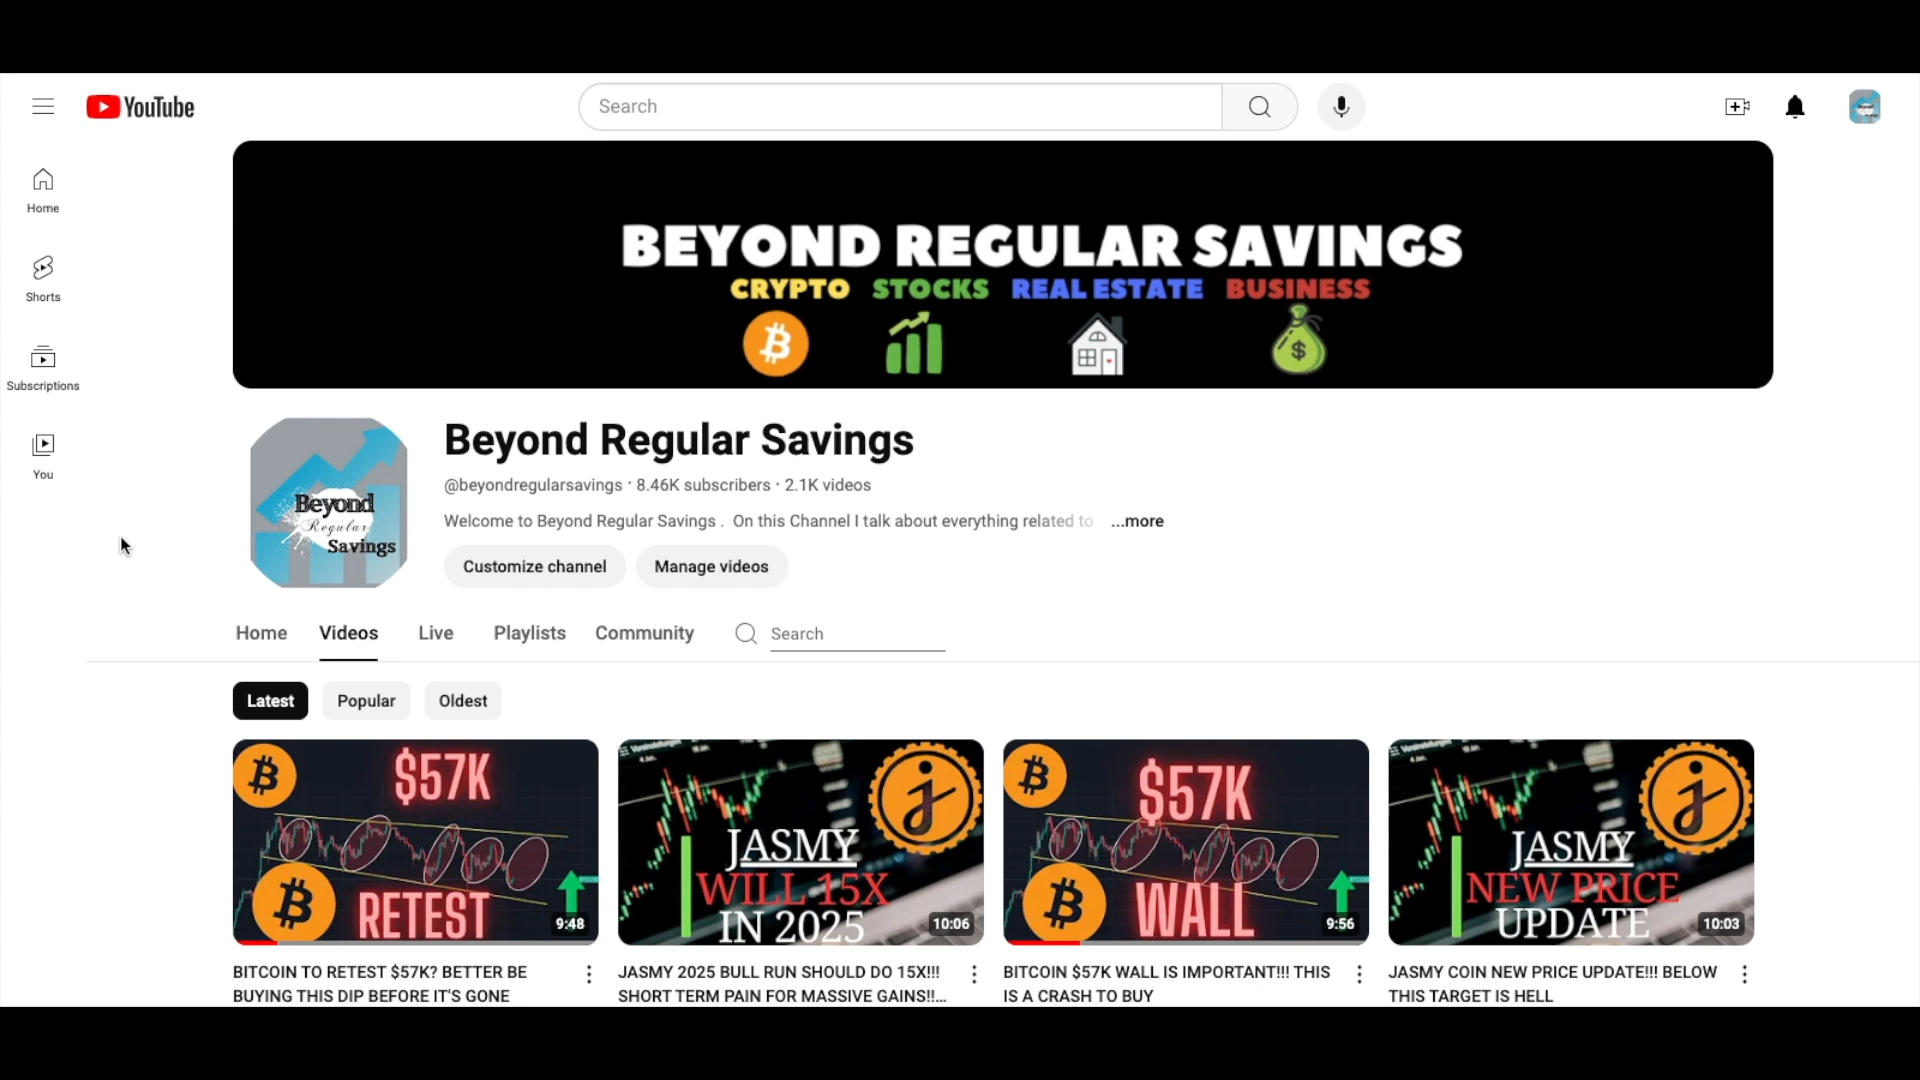 YouTube
Search
Home
Shorts
Subscriptions
You
BEYOND REGULAR SAVINGS
CRYPTO STOCKS REAL ESTATE BUSINESS
Beyond
Regular
Savings
Beyond Regular Savings
@beyondregularsavings · 8.46K subscribers · 2.1K videos
Welcome to Beyond Regular Savings . On this Channel I talk about everything related to ...more
Customize channel Manage videos
Home Videos Live Playlists Community Search
Latest Popular Oldest
$57K
RETEST
9:48
JASMY
WILL 15X
IN 2025
10:06
$57K
WALL
9:56
JASMY
NEW PRICE
UPDATE
10:03
BITCOIN TO RETEST $57K? BETTER BE
BUYING THIS DIP BEFORE IT'S GONE
JASMY 2025 BULL RUN SHOULD DO 15X!!!
SHORT TERM PAIN FOR MASSIVE GAINS!!...
BITCOIN $57K WALL IS IMPORTANT!!! THIS
IS A CRASH TO BUY
JASMY COIN NEW PRICE UPDATE!!! BELOW
THIS TARGET IS HELL